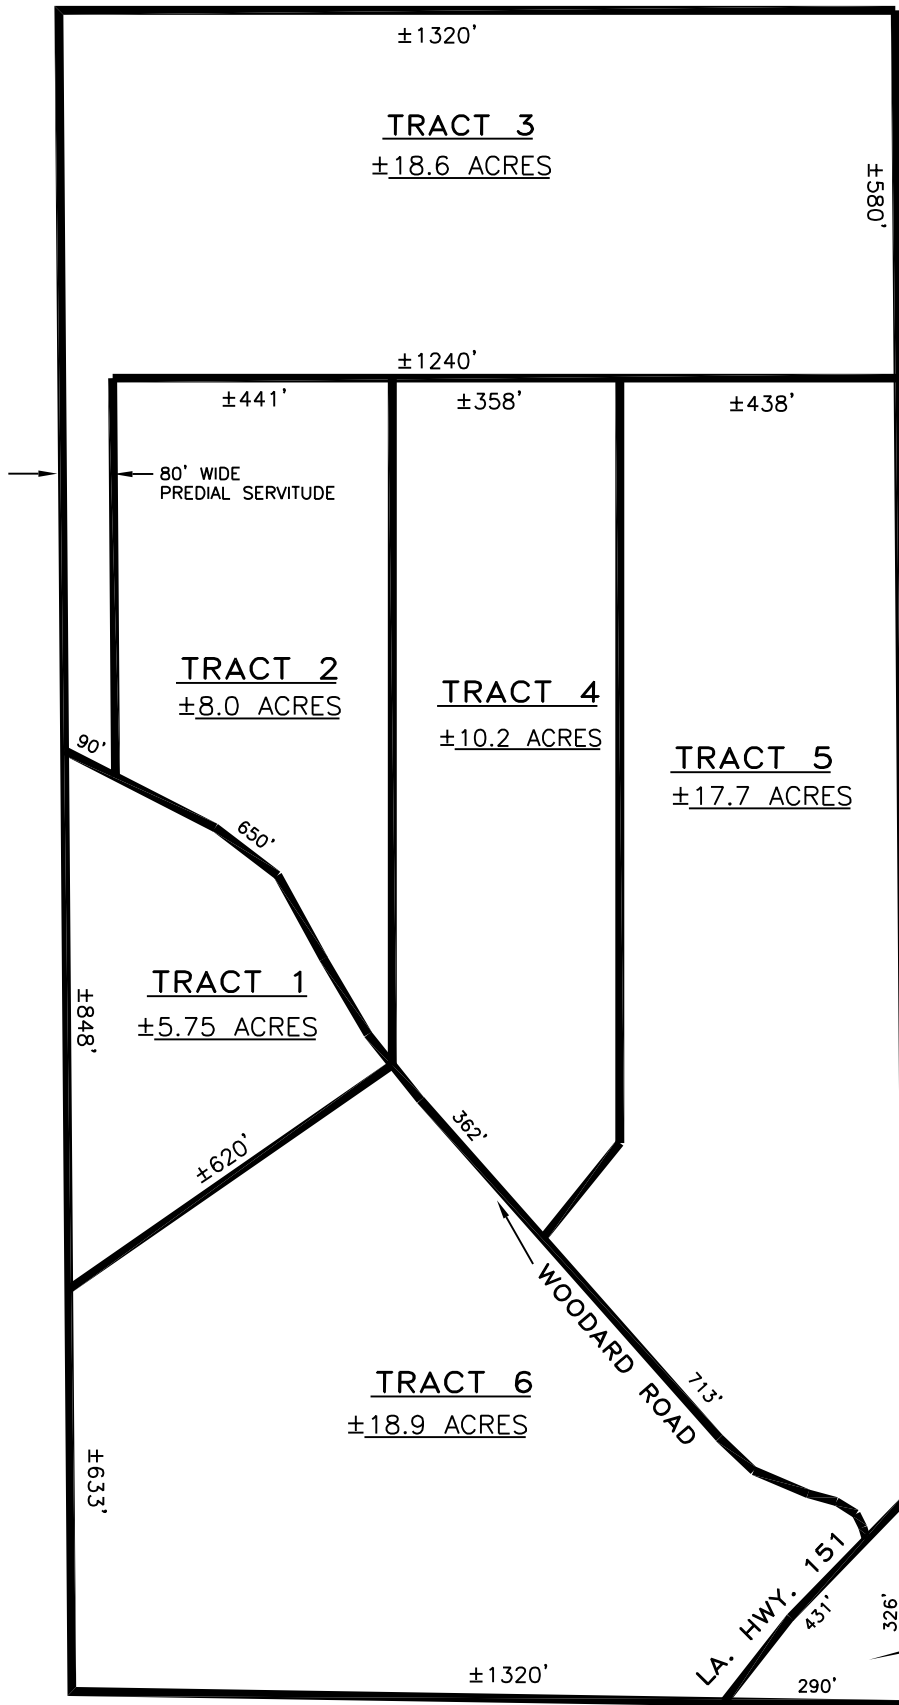 ±1320'
TRACT 3
±18.6 ACRES
±580'
±1240'
±441'
±358'
±438'
80' WIDE
PREDIAL SERVITUDE
TRACT 2
±8.0 ACRES
TRACT 4
±10.2 ACRES
90'
TRACT 5
±17.7 ACRES
650'
TRACT 1
±5.75 ACRES
±848'
362'
±620'
WOODARD ROAD
TRACT 6
±18.9 ACRES
713'
±633'
LA. HWY. 151
431'
326'
±1320'
290'